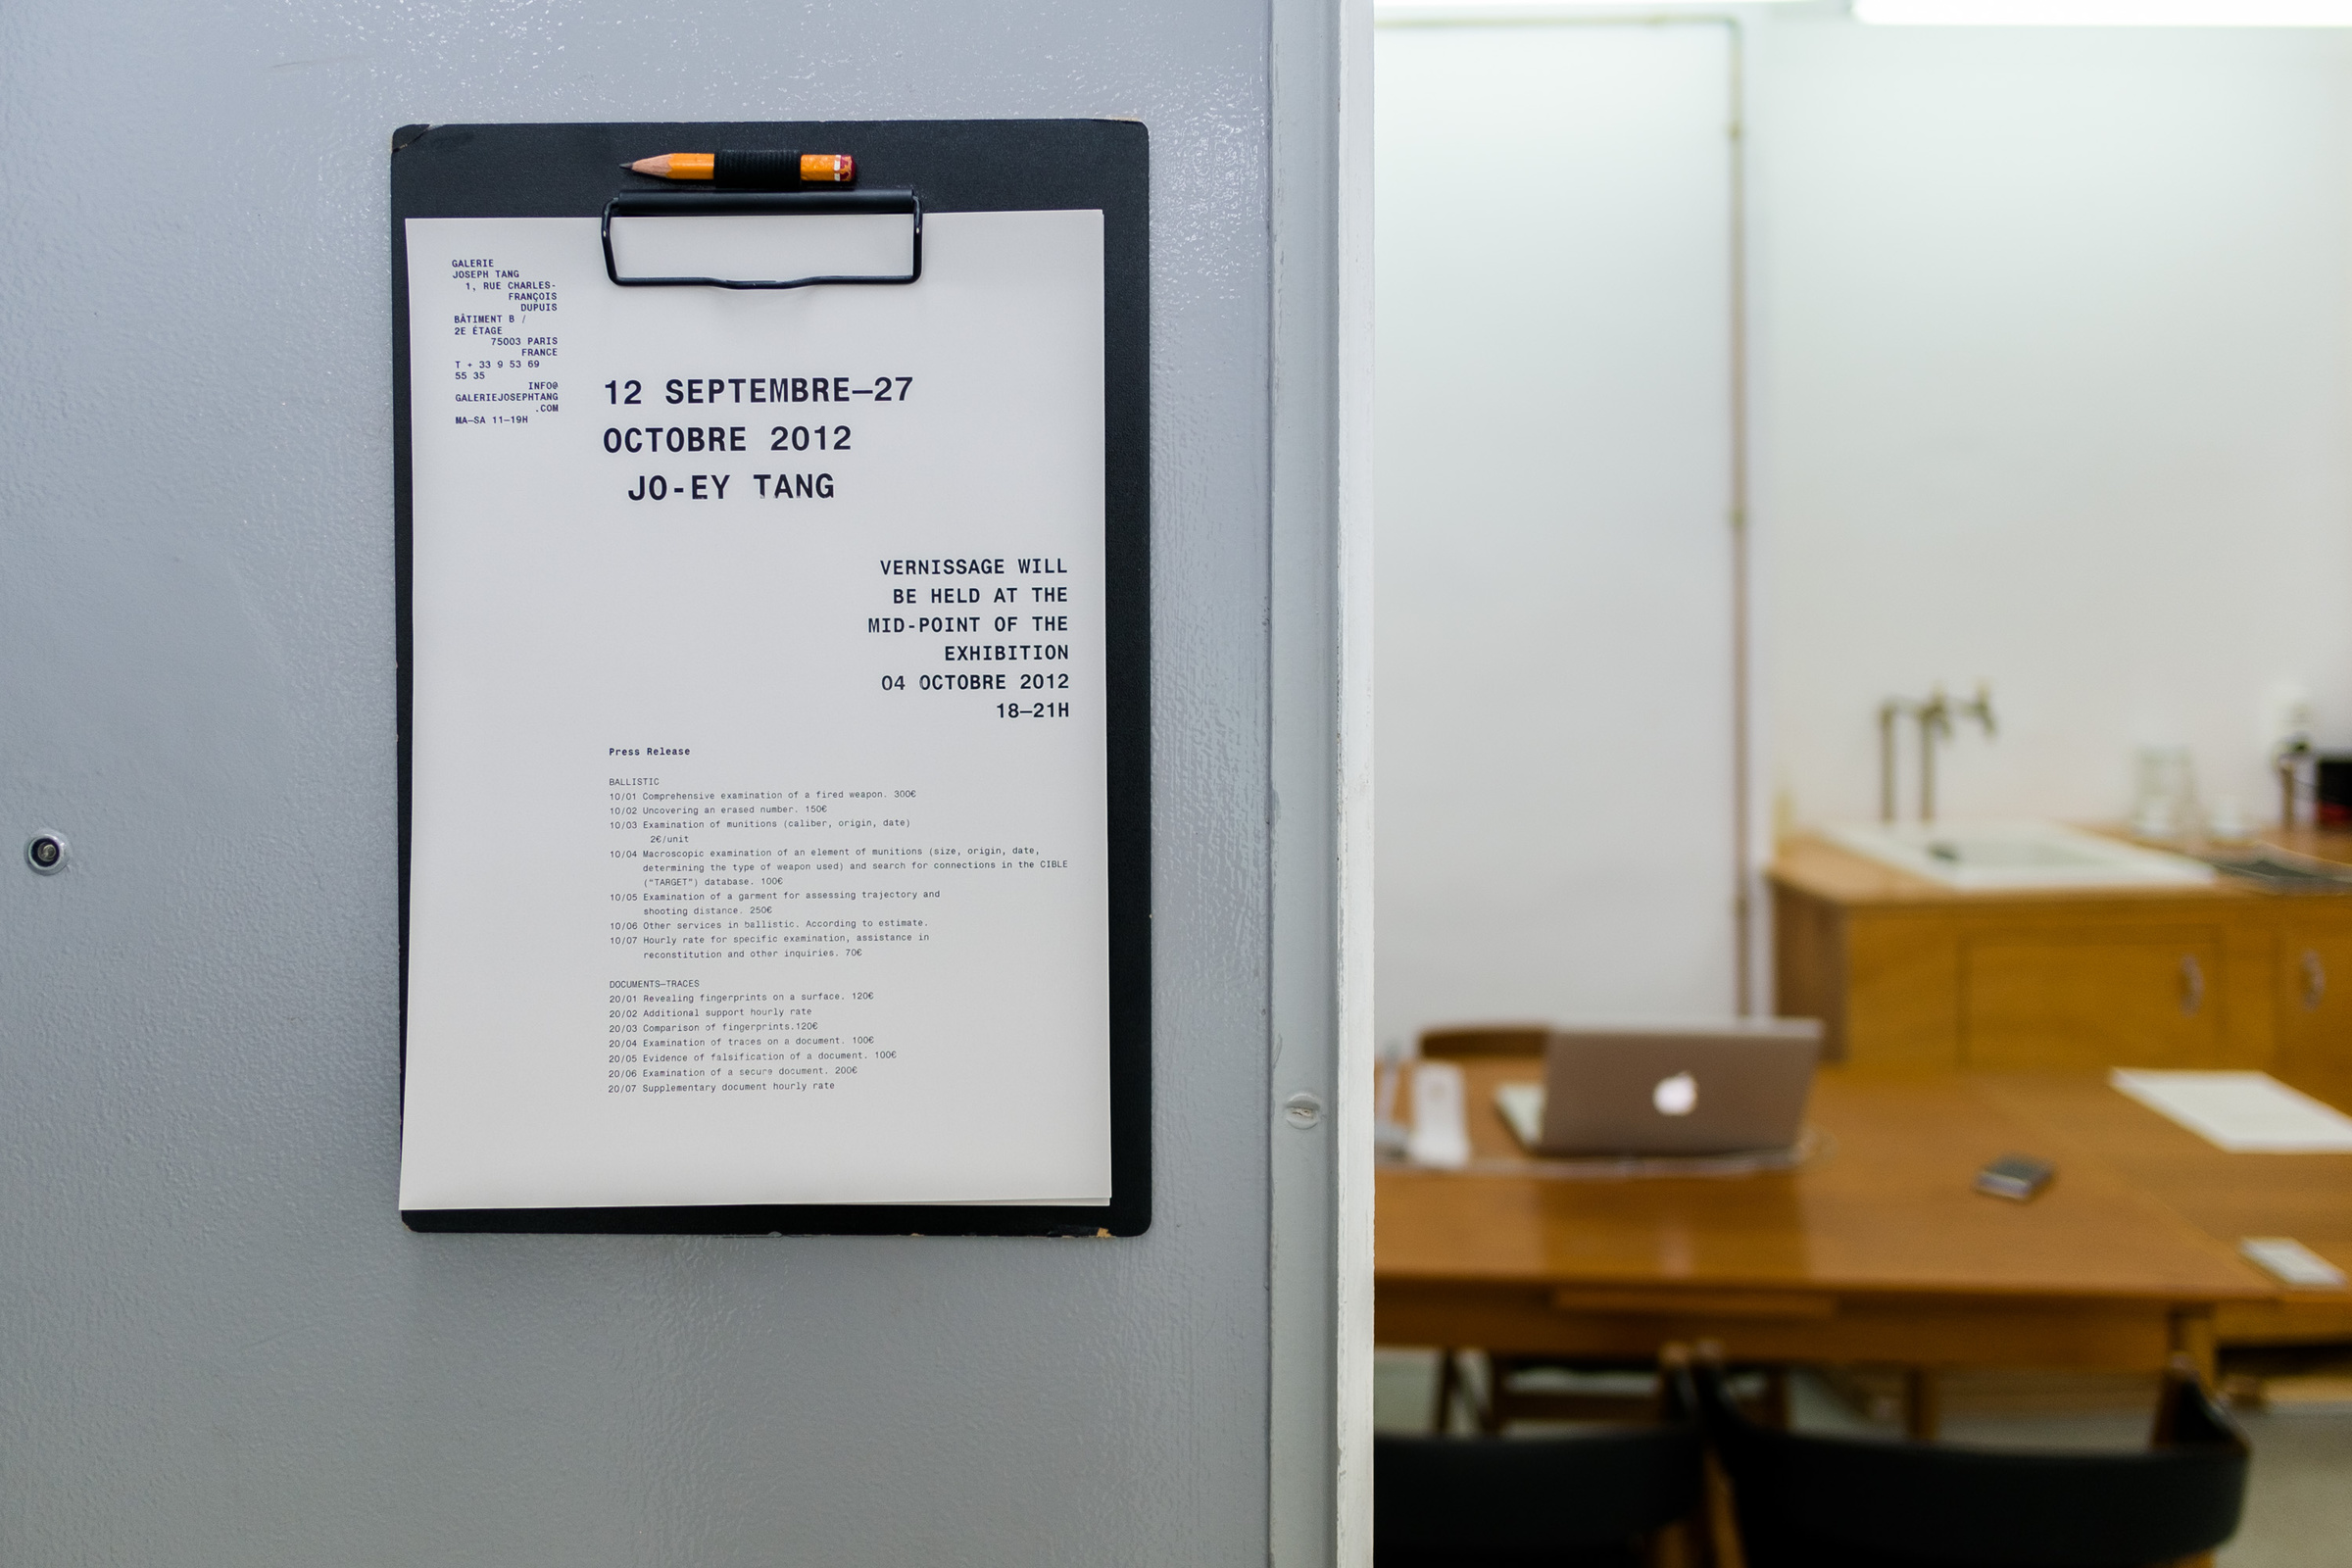 GALERIE
JOSEPH TANG
1, RUE CHARLES-
FRANÇOIS
DUPUIS
BÂTIMENT B /
2E ÉTAGE
75003 PARIS
FRANCE
T + 33 9 53 69
55 35
INFO@
GALERIEJOSEPHTANG
.COM
MA—SA 11—19H
12 SEPTEMBRE—27
OCTOBRE 2012
JO-EY TANG
VERNISSAGE WILL
BE HELD AT THE
MID-POINT OF THE
EXHIBITION
04 OCTOBRE 2012
18—21H
Press Release
BALLISTIC
10/01 Comprehensive examination of a fired weapon. 300€
10/02 Uncovering an erased number. 150€
10/03 Examination of munitions (caliber, origin, date)
2€/unit
10/04 Macroscopic examination of an element of munitions (size, origin, date,
determining the type of weapon used) and search for connections in the CIBLE
("TARGET") database. 100€
10/05 Examination of a garment for assessing trajectory and
shooting distance. 250€
10/06 Other services in ballistic. According to estimate.
10/07 Hourly rate for specific examination, assistance in
reconstitution and other inquiries. 70€
DOCUMENTS—TRACES
20/01 Revealing fingerprints on a surface. 120€
20/02 Additional support hourly rate
20/03 Comparison of fingerprints.120€
20/04 Examination of traces on a document. 100€
20/05 Evidence of falsification of a document. 100€
20/06 Examination of a secure document. 200€
20/07 Supplementary document hourly rate